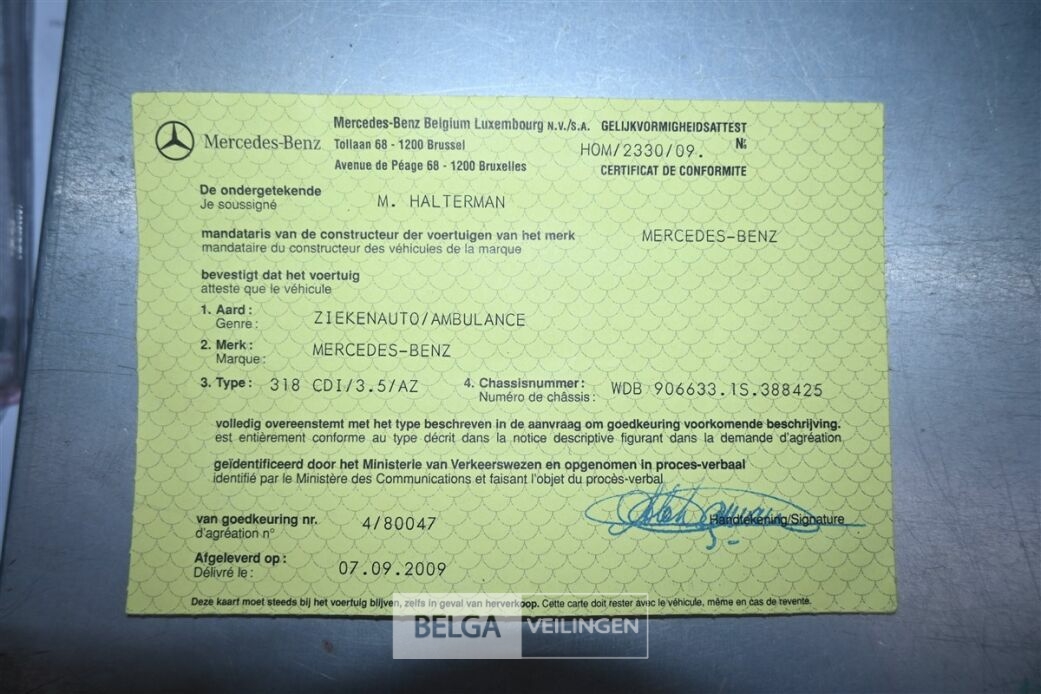 Mercedes-Benz
Mercedes-Benz Belgium Luxembourg N.V./S.A.
Tollaan 68 - 1200 Brussel
Avenue de Péage 68 - 1200 Bruxelles
GELIJKVORMIGHEIDSATTEST
HOM/2330/09. Nr.
CERTIFICAT DE CONFORMITE
De ondergetekende
Je soussigné
M. HALTERMAN
mandataris van de constructeur der voertuigen van het merk
mandataire du constructeur des véhicules de la marque
MERCEDES-BENZ
bevestigt dat het voertuig
atteste que le véhicule
1. Aard :
Genre :
ZIEKENAUTO/AMBULANCE
2. Merk :
Marque :
MERCEDES-BENZ
3. Type : 318 CDI/3.5/AZ
4. Chassisnummer :
Numéro de châssis :
WDB 906633.1S.388425
volledig overeenstemt met het type beschreven in de aanvraag om goedkeuring voorkomende beschrijving.
est entièrement conforme au type décrit dans la notice descriptive figurant dans la demande d'agréation
geïdentificeerd door het Ministerie van Verkeerswezen en opgenomen in proces-verbaal
identifié par le Ministère des Communications et faisant l'objet du procès-verbal
van goedkeuring nr.
d'agréation n°
4/80047
Handtekening/Signature
Afgeleverd op :
Délivré le :
07.09.2009
Deze kaart moet steeds bij het voertuig blijven, zelfs in geval van herverkoop. Cette carte doit rester avec le véhicule, même en cas de revente.
BELGA VEILINGEN